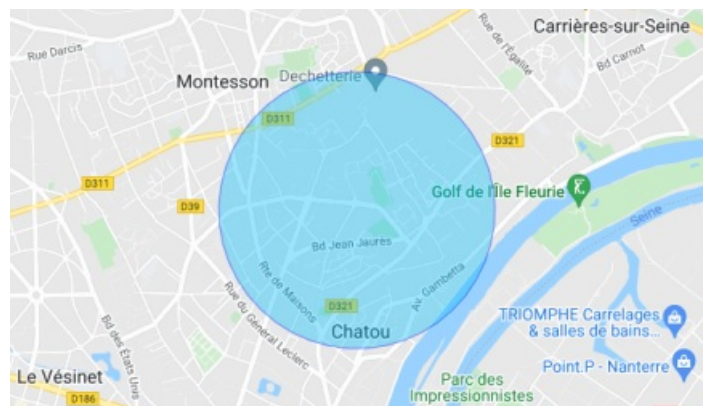 Carrières-sur-Seine
Rue Darcis
Rue de l'Égalité
Bd Carnot
Montesson
Dechetterie
D311
D321
D311
Golf de l'Île Fleurie
D39
Seine
Bd Jean Jaures
Rte de Maisons
Av. Gambetta
Rue du Général Leclerc
D321
TRIOMPHE Carrelages
& salles de bains...
Chatou
Bd des États Unis
Point.P - Nanterre
Le Vésinet
Parc des
Impressionnistes
D186